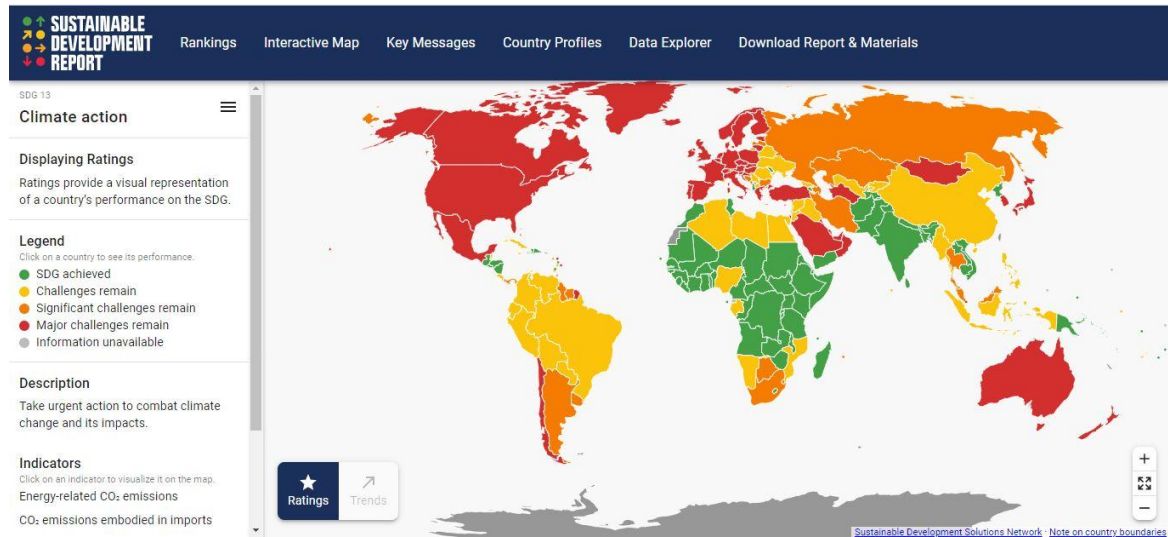 SUSTAINABLE
DEVELOPMENT
REPORT
Rankings
Interactive Map
Key Messages
Country Profiles
Data Explorer
Download Report & Materials
SDG 13
Climate action
Displaying Ratings
Ratings provide a visual representation
of a country's performance on the SDG.
Legend
Click on a country to see its performance.
SDG achieved
Challenges remain
Significant challenges remain
Major challenges remain
Information unavailable
Description
Take urgent action to combat climate
change and its impacts.
Indicators
Click on an indicator to visualize it on the map.
Energy-related CO₂ emissions
CO₂ emissions embodied in imports
Ratings
Trends
Sustainable Development Solutions Network · Note on country boundaries